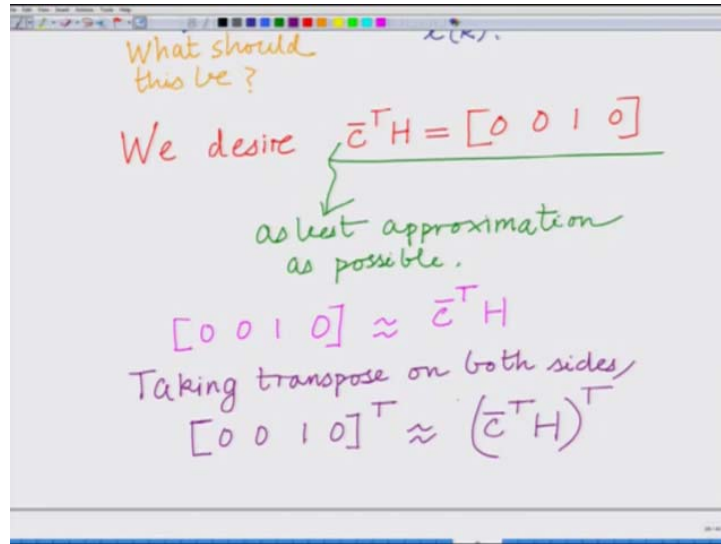 What should
x(k).
this be?
We desire c̄ᵀH = [0 0 1 0]
as best approximation
as possible.
[0 0 1 0] ≈ c̄ᵀH
Taking transpose on both sides,
[0 0 1 0]ᵀ ≈ (c̄ᵀH)ᵀ